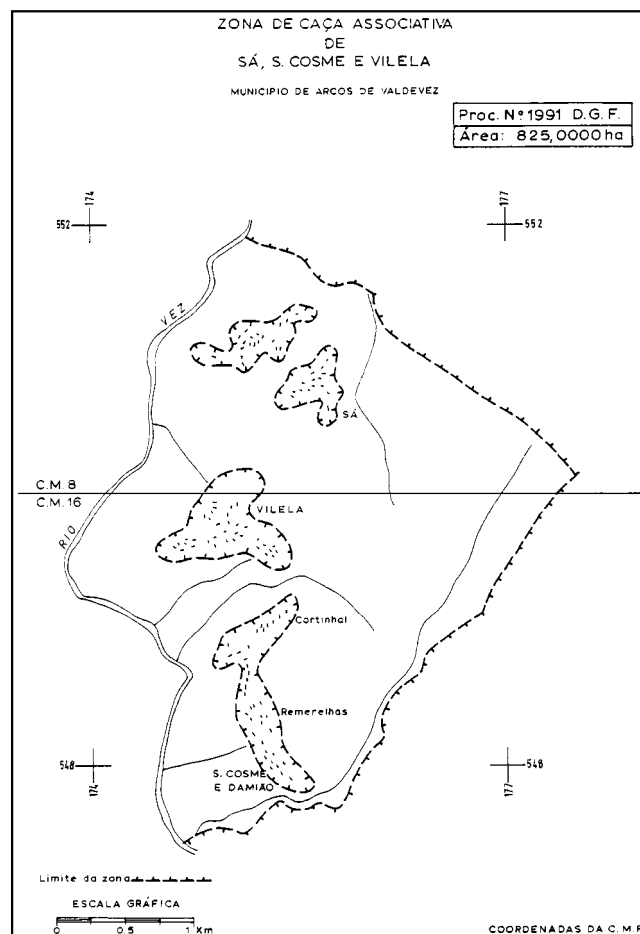 ZONA DE CAÇA ASSOCIATIVA
DE
SÁ, S. COSME E VILELA
MUNICIPIO DE ARCOS DE VALDEVEZ
Proc. Nº 1991 D.G.F.
Área: 825,0000 ha
174
177
552
552
VEZ
SÁ
C.M. 8
C.M. 16
VILELA
RIO
Cortinhal
Remerelhas
548
548
S. COSME
E DAMIÃO
174
177
Limite da zona
ESCALA GRÁFICA
0 0.5 1 Km
COORDENADAS DA C.M.P.